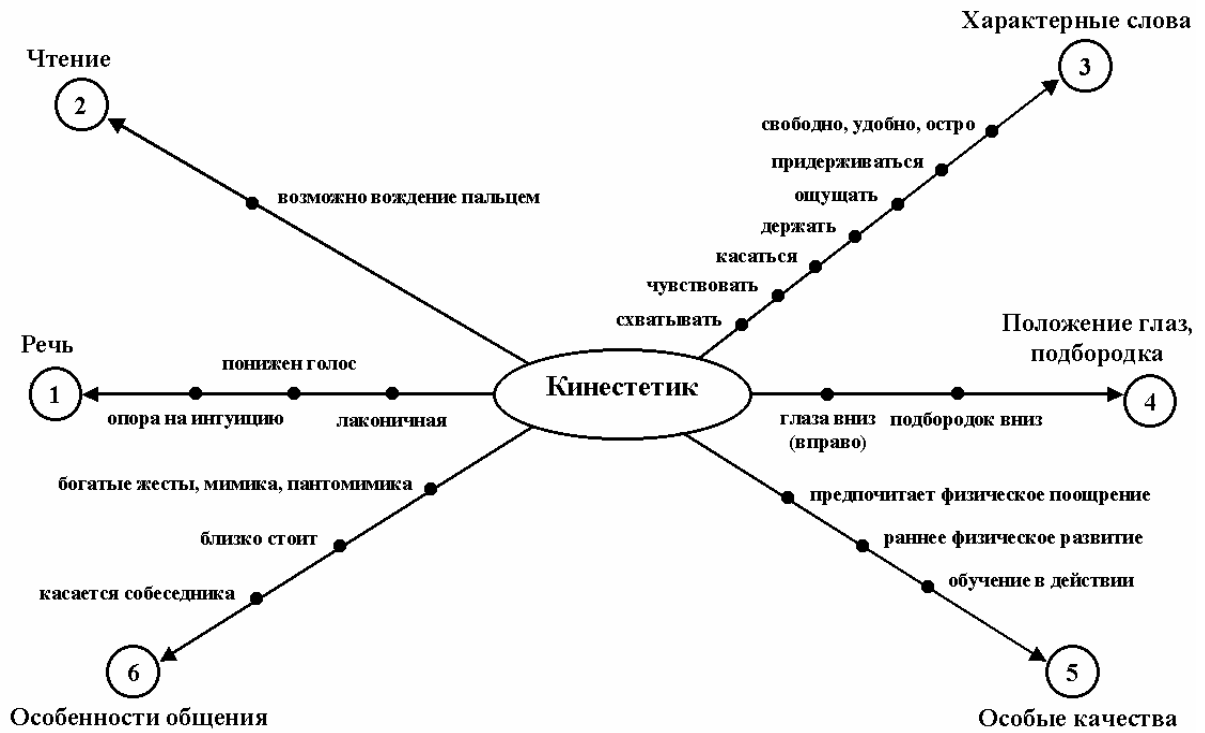 Характерные слова
3
Чтение
2
свободно, удобно, остро
придерживаться
ощущать
держать
касаться
чувствовать
схватывать
возможно вождение пальцем
Положение глаз,
подбородка
4
Речь
1
понижен голос
опора на интуицию
лаконичная
Кинестетик
глаза вниз
(вправо)
подбородок вниз
богатые жесты, мимика, пантомимика
близко стоит
касается собеседника
предпочитает физическое поощрение
раннее физическое развитие
обучение в действии
6
Особенности общения
5
Особые качества